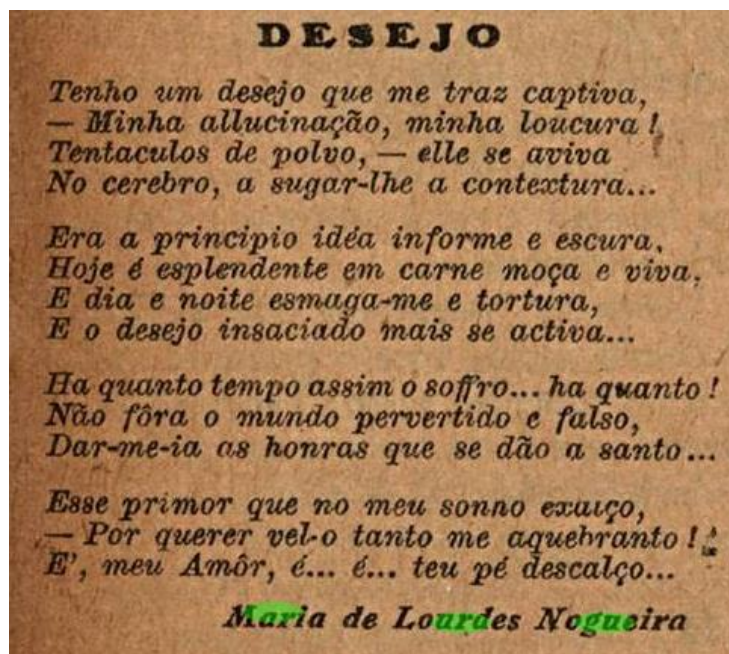 DESEJO
Tenho um desejo que me traz captiva,
— Minha allucinação, minha loucura !
Tentaculos de polvo, — elle se aviva
No cerebro, a sugar-lhe a contextura...
Era a principio idéa informe e escura,
Hoje é esplendente em carne moça e viva,
E dia e noite esmaga-me e tortura,
E o desejo insaciado mais se activa...
Ha quanto tempo assim o soffro... ha quanto !
Não fôra o mundo pervertido e falso,
Dar-me-ia as honras que se dão a santo...
Esse primor que no meu sonno exalço,
— Por querer vel-o tanto me aquebranto !
E', meu Amôr, é... é... teu pé descalço...
Maria de Lourdes Nogueira